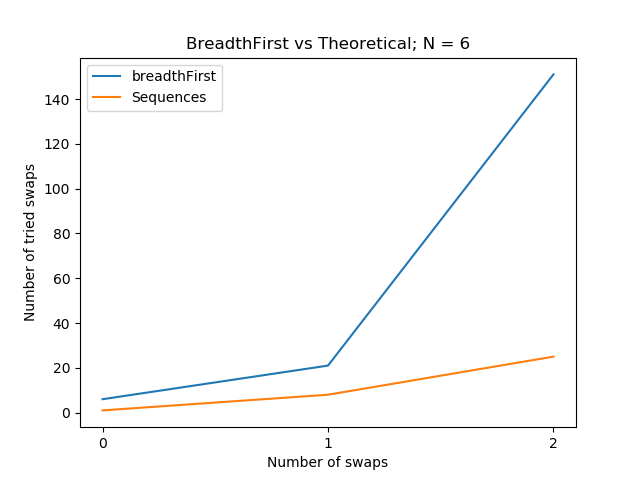 BreadthFirst vs Theoretical; N = 6
breadthFirst
Sequences
Number of tried swaps
140
120
100
80
60
40
20
0
0 1 2
Number of swaps